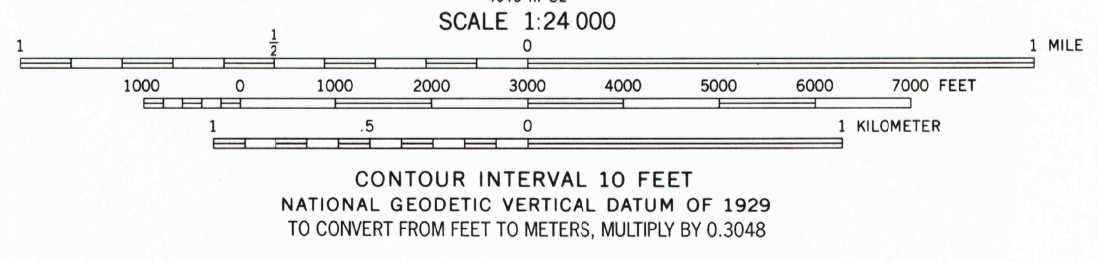 SCALE 1:24 000
1 1/2 0 1 MILE
1000 0 1000 2000 3000 4000 5000 6000 7000 FEET
1 .5 0 1 KILOMETER
CONTOUR INTERVAL 10 FEET
NATIONAL GEODETIC VERTICAL DATUM OF 1929
TO CONVERT FROM FEET TO METERS, MULTIPLY BY 0.3048